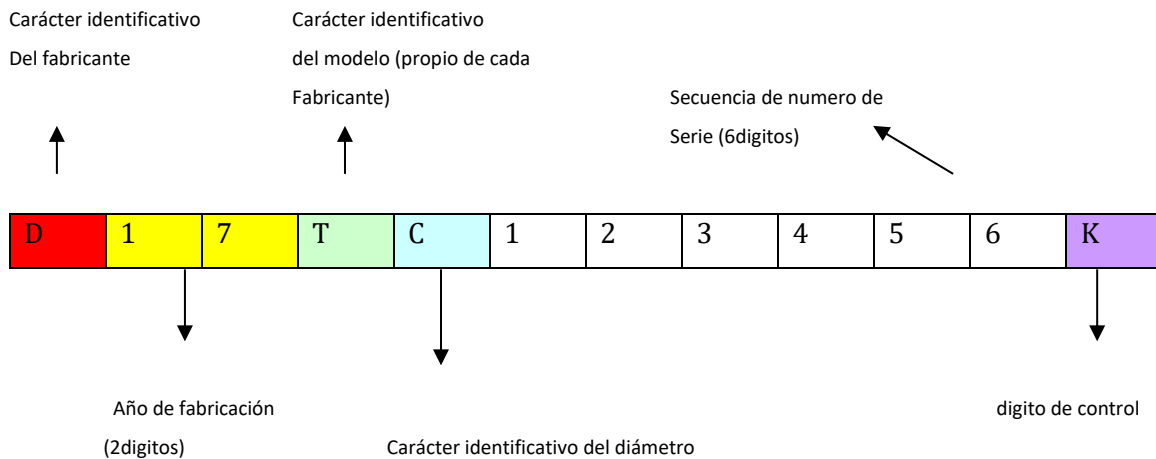 Carácter identificativo
Del fabricante
Carácter identificativo
del modelo (propio de cada
Fabricante)
Secuencia de numero de
Serie (6digitos)
D 1 7 T C 1 2 3 4 5 6 K
Año de fabricación
(2digitos)
Carácter identificativo del diámetro
digito de control